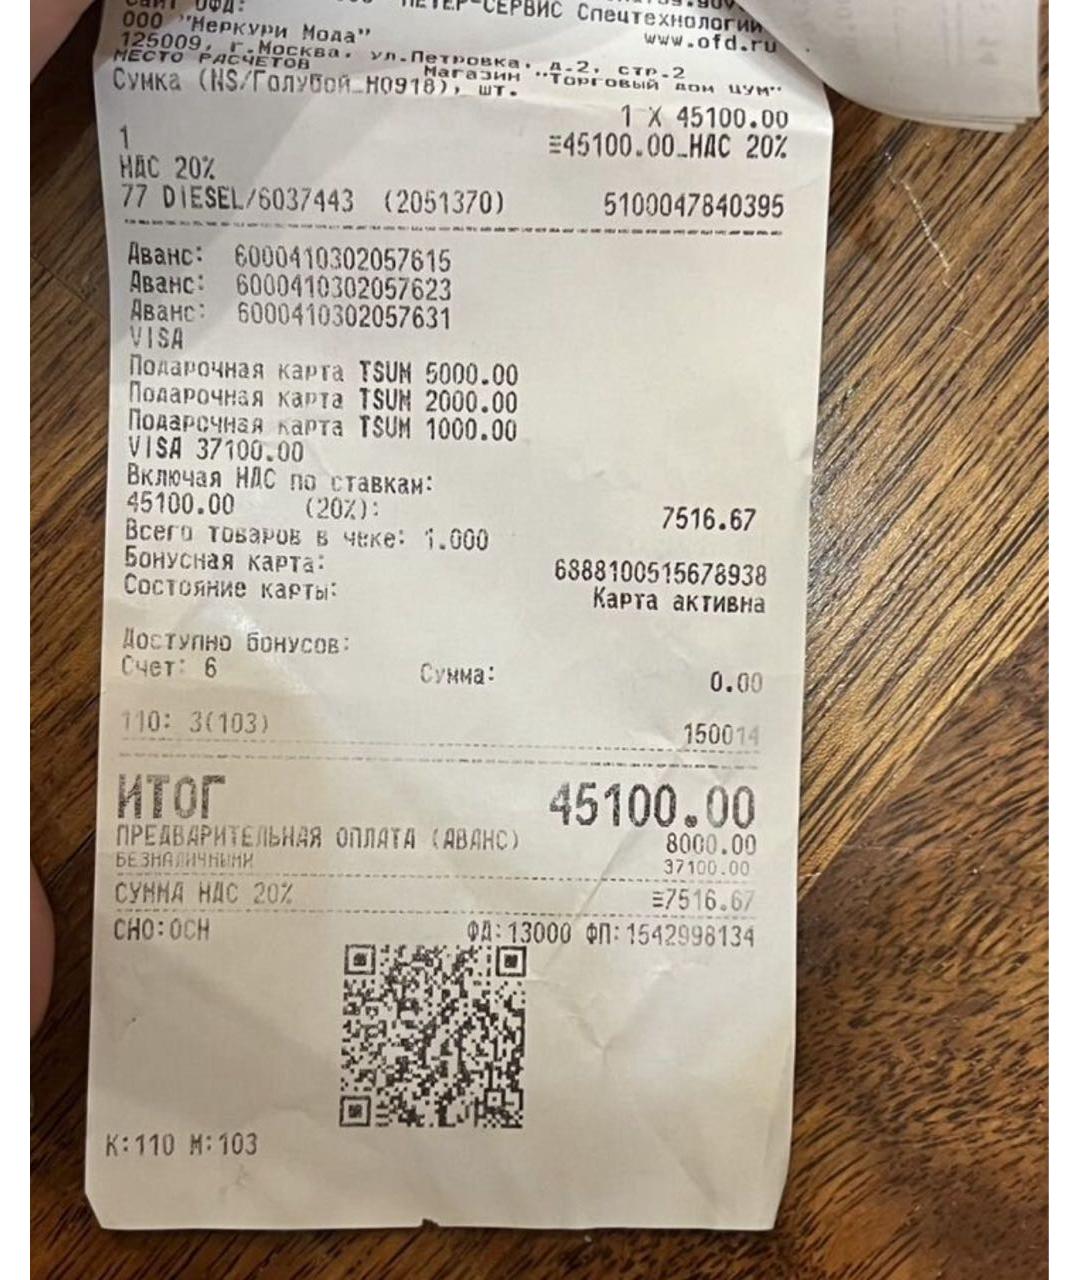 Сайт ОФД:
ПЕТЕР-СЕРВИС Спецтехнологии
www.ofd.ru
ООО "Меркури Мода"
125009, г.Москва, ул.Петровка, д.2, стр.2
МЕСТО РАСЧЕТОВ Магазин "Торговый дом ЦУМ"
Сумка (NS/Голубой_H0918), шт.
1 X 45100.00
1 ≡45100.00_НДС 20%
НДС 20%
77 DIESEL/6037443 (2051370) 5100047840395
Аванс: 6000410302057615
Аванс: 6000410302057623
Аванс: 6000410302057631
VISA
Подарочная карта TSUM 5000.00
Подарочная карта TSUM 2000.00
Подарочная карта TSUM 1000.00
VISA 37100.00
Включая НДС по ставкам:
45100.00 (20%): 7516.67
Всего товаров в чеке: 1.000
Бонусная карта: 6888100515678938
Состояние карты: Карта активна
Доступно бонусов:
Счет: 6 Сумма: 0.00
110: 3(103) 150014
ИТОГ 45100.00
ПРЕДВАРИТЕЛЬНАЯ ОПЛАТА (АВАНС) 8000.00
БЕЗНАЛИЧНЫМИ 37100.00
СУММА НДС 20% ≡7516.67
СНО:ОСН ФД:13000 ФП:1542998134
К:110 М:103